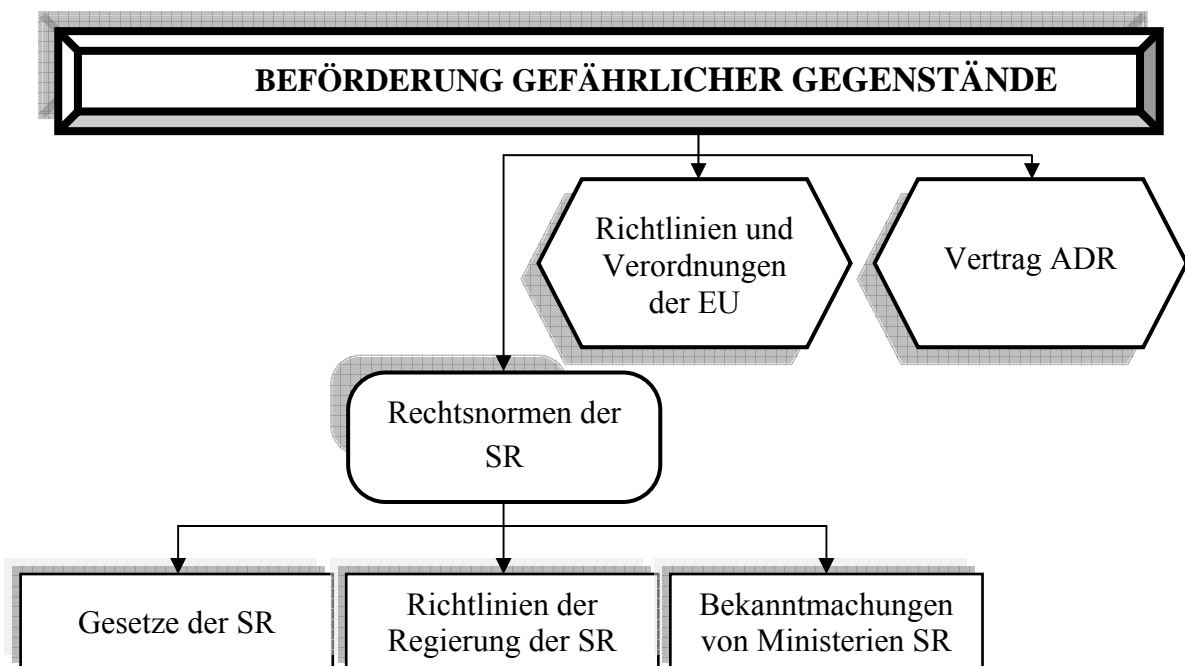 BEFÖRDERUNG GEFÄHRLICHER GEGENSTÄNDE
Richtlinien und
Verordnungen
der EU
Vertrag ADR
Rechtsnormen der
SR
Gesetze der SR
Richtlinien der
Regierung der SR
Bekanntmachungen
von Ministerien SR